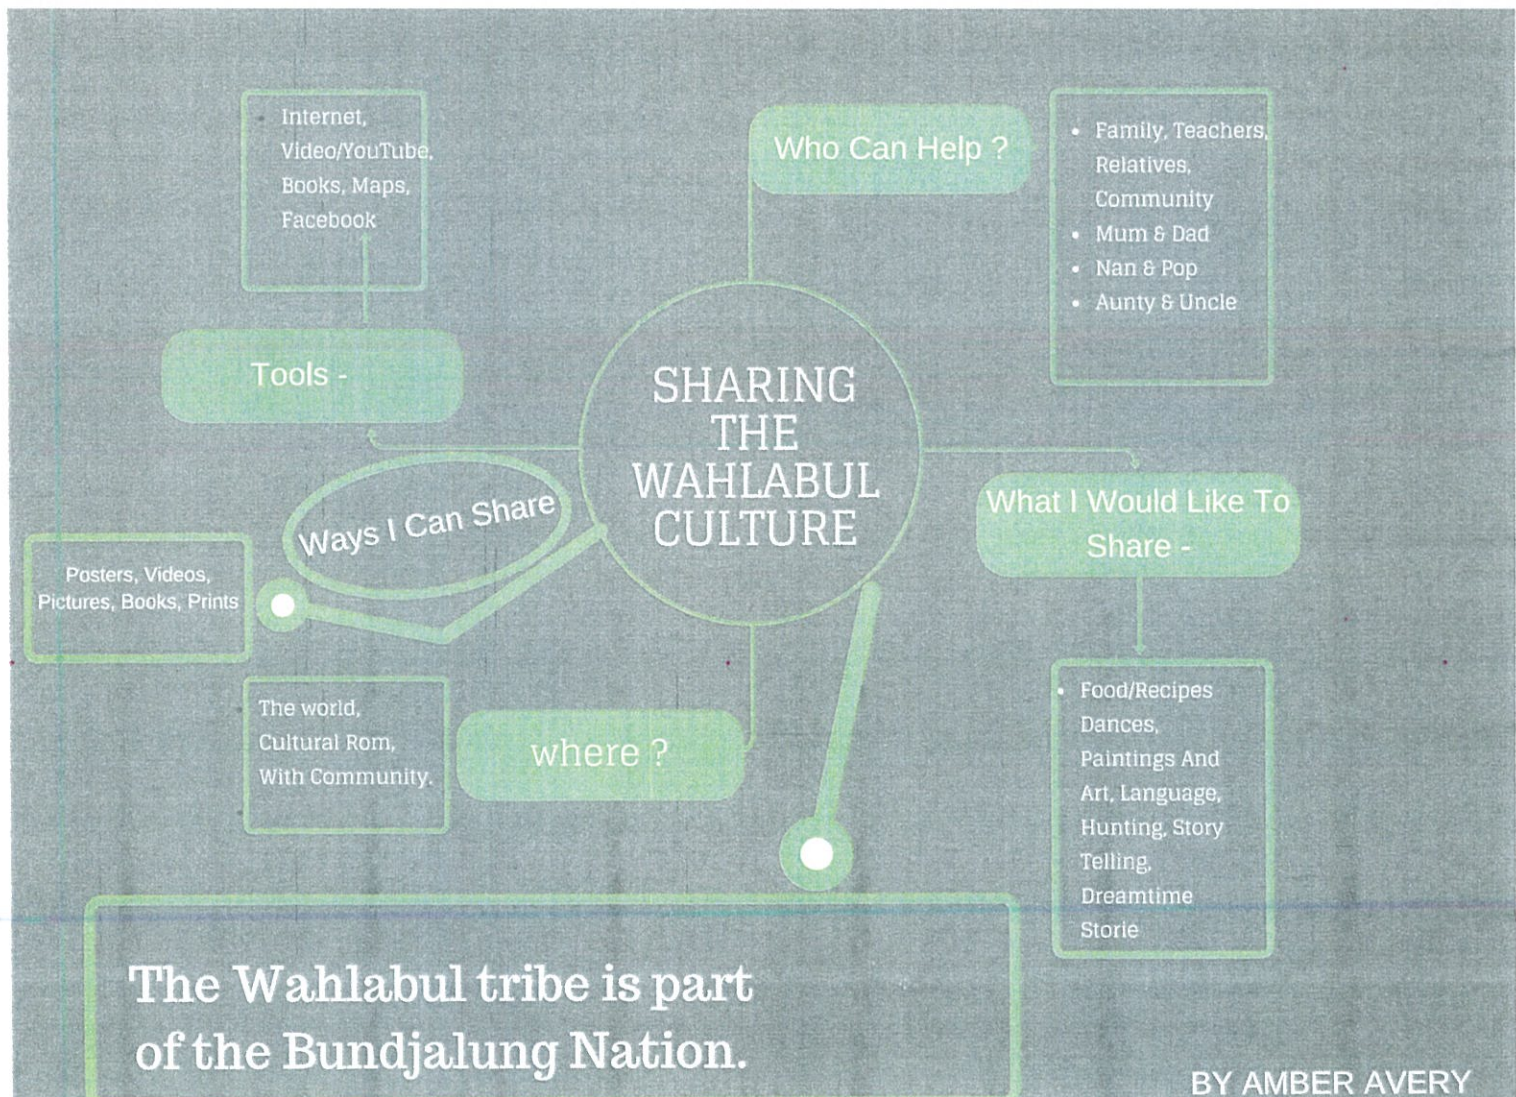 Internet,
Video/YouTube,
Books, Maps,
Facebook
Who Can Help ?
• Family, Teachers,
Relatives,
Community
• Mum & Dad
• Nan & Pop
• Aunty & Uncle
Tools -
SHARING
THE
WAHLABUL
CULTURE
Ways I Can Share
What I Would Like To
Share -
Posters, Videos,
Pictures, Books, Prints
The world,
Cultural Rom,
With Community.
where ?
• Food/Recipes
Dances,
Paintings And
Art, Language,
Hunting, Story
Telling,
Dreamtime
Storie
The Wahlabul tribe is part
of the Bundjalung Nation.
BY AMBER AVERY